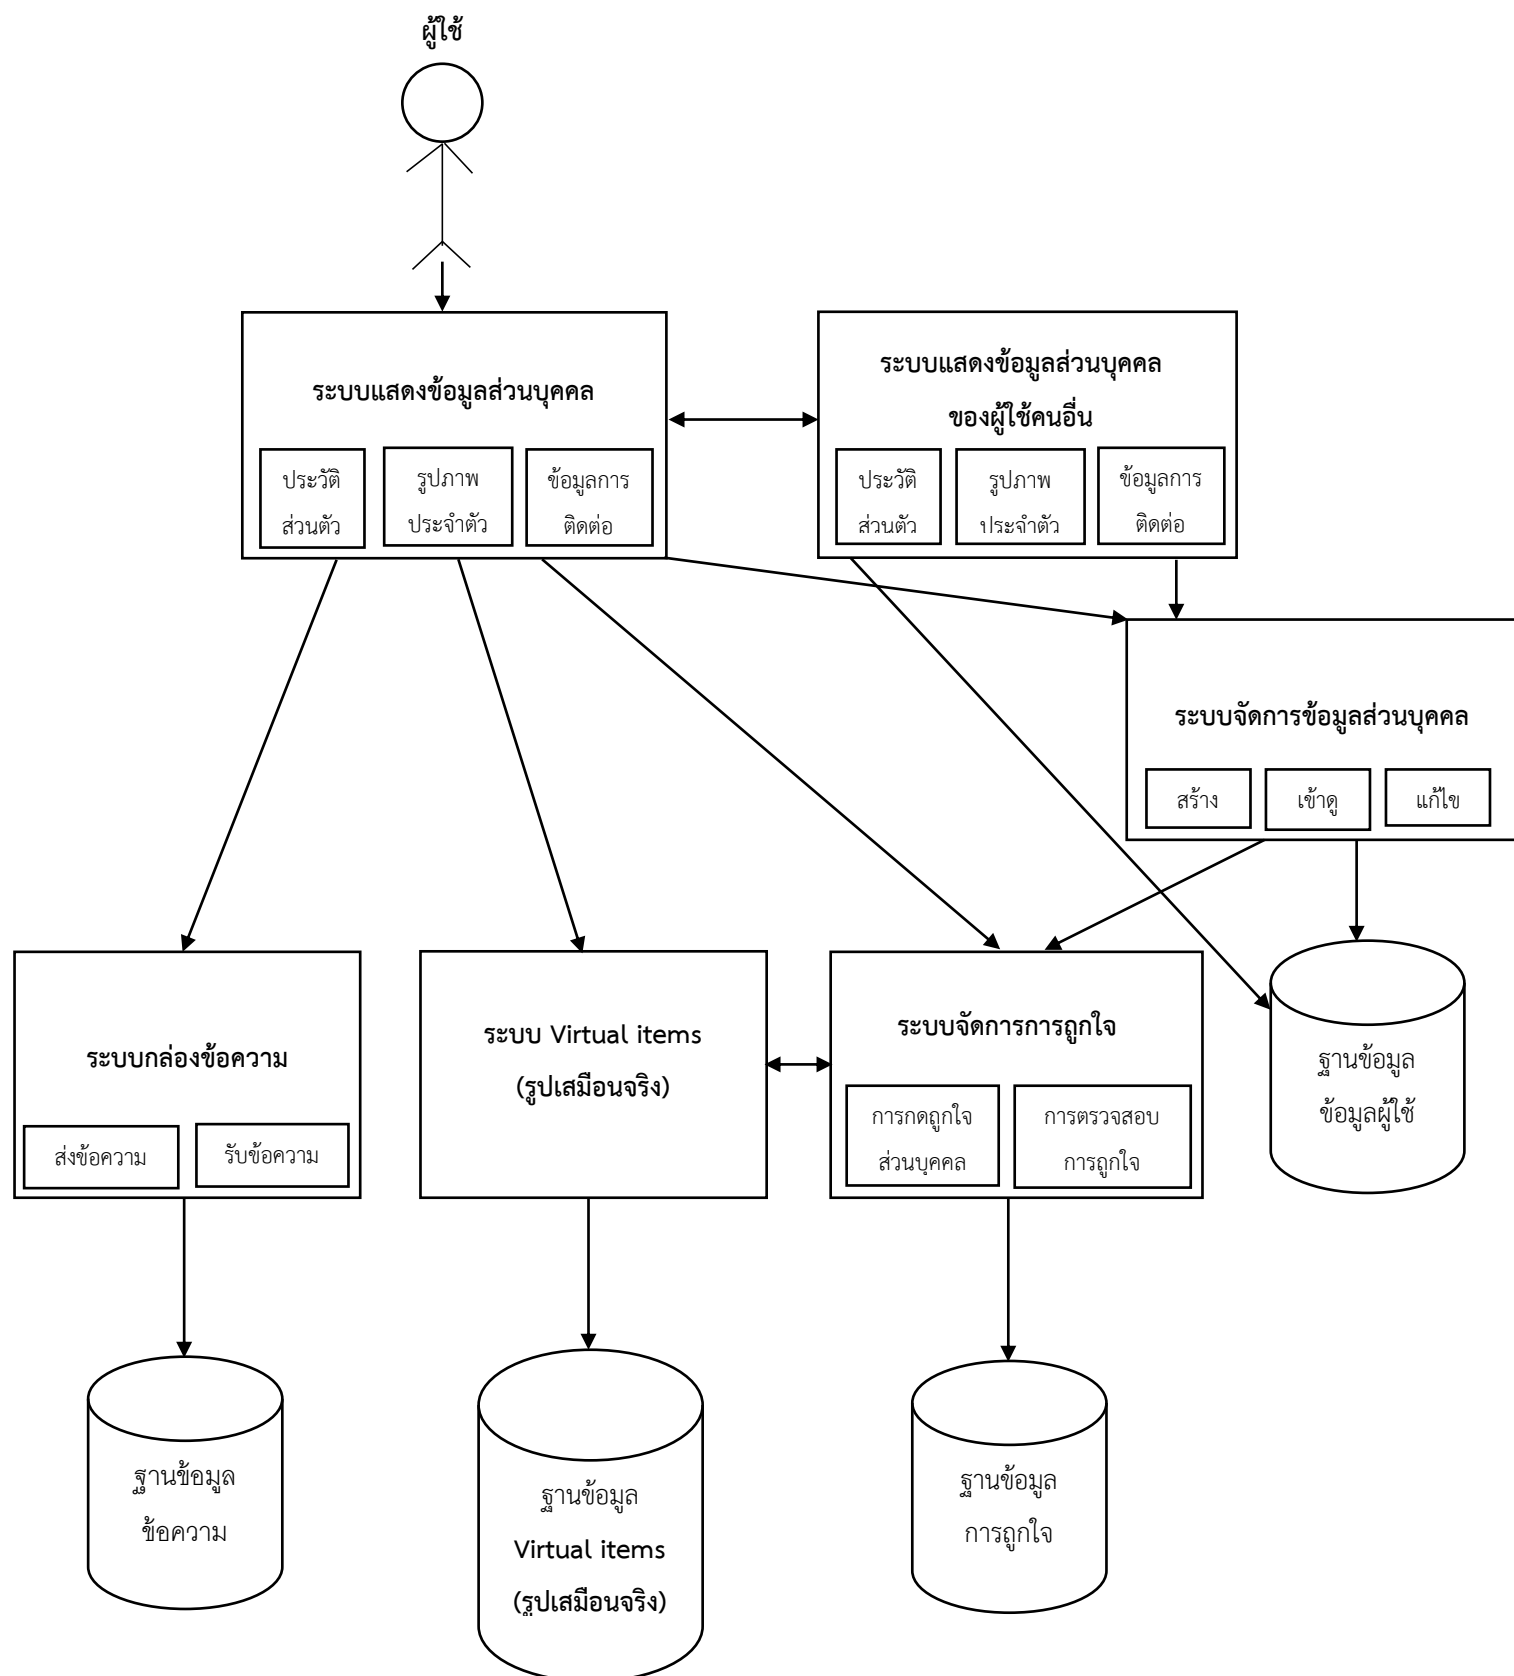 ผู้ใช้
ระบบแสดงข้อมูลส่วนบุคคล
ประวัติ
ส่วนตัว
รูปภาพ
ประจำตัว
ข้อมูลการ
ติดต่อ
ระบบแสดงข้อมูลส่วนบุคคล
ของผู้ใช้คนอื่น
ประวัติ
ส่วนตัว
รูปภาพ
ประจำตัว
ข้อมูลการ
ติดต่อ
ระบบจัดการข้อมูลส่วนบุคคล
สร้าง
เข้าดู
แก้ไข
ระบบกล่องข้อความ
ส่งข้อความ
รับข้อความ
ระบบ Virtual items
(รูปเสมือนจริง)
ระบบจัดการการถูกใจ
การกดถูกใจ
ส่วนบุคคล
การตรวจสอบ
การถูกใจ
ฐานข้อมูล
ข้อมูลผู้ใช้
ฐานข้อมูล
ข้อความ
ฐานข้อมูล
Virtual items
(รูปเสมือนจริง)
ฐานข้อมูล
การถูกใจ